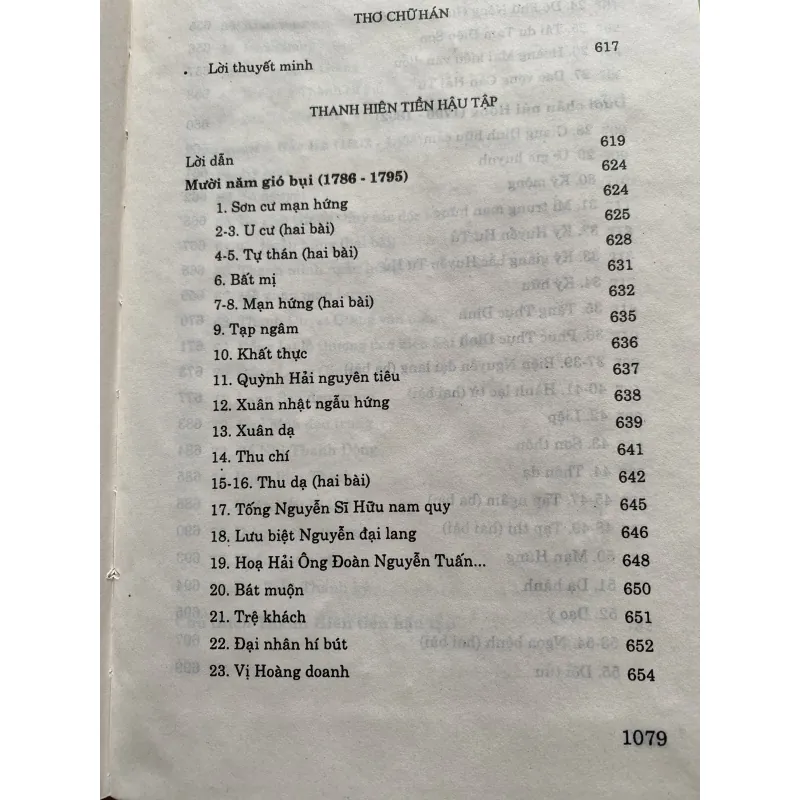 THƠ CHỮ HÁN
. Lời thuyết minh 617
THANH HIÊN TIỀN HẬU TẬP
Lời dẫn 619
Mười năm gió bụi (1786 - 1795) 624
1. Sơn cư mạn hứng 624
2-3. U cư (hai bài) 625
4-5. Tự thán (hai bài) 628
6. Bất mị 631
7-8. Mạn hứng (hai bài) 632
9. Tạp ngâm 635
10. Khất thực 636
11. Quỳnh Hải nguyên tiêu 637
12. Xuân nhật ngẫu hứng 638
13. Xuân dạ 639
14. Thu chí 641
15-16. Thu dạ (hai bài) 642
17. Tống Nguyễn Sĩ Hữu nam quy 645
18. Lưu biệt Nguyễn đại lang 646
19. Hoạ Hải Ông Đoàn Nguyễn Tuấn... 648
20. Bát muộn 650
21. Trệ khách 651
22. Đại nhân hí bút 652
23. Vị Hoàng doanh 654
1079